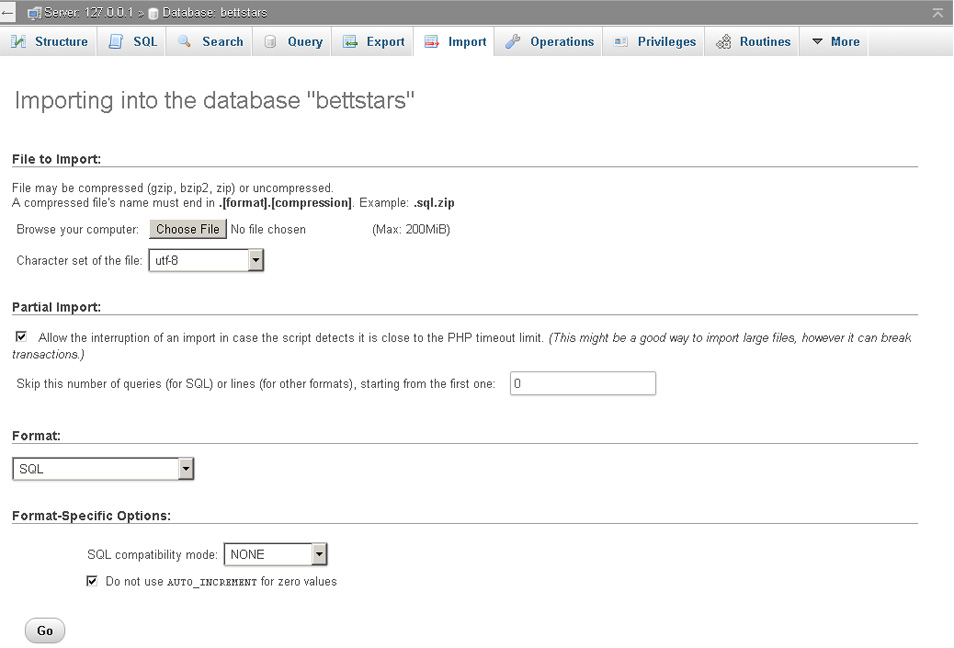 Server: 127.0.0.1 > Database: bettstars
Structure SQL Search Query Export Import Operations Privileges Routines More
Importing into the database "bettstars"
File to Import:
File may be compressed (gzip, bzip2, zip) or uncompressed.
A compressed file's name must end in .[format].[compression]. Example: .sql.zip
Browse your computer: Choose File No file chosen (Max: 200MiB)
Character set of the file: utf-8
Partial Import:
Allow the interruption of an import in case the script detects it is close to the PHP timeout limit. (This might be a good way to import large files, however it can break
transactions.)
Skip this number of queries (for SQL) or lines (for other formats), starting from the first one: 0
Format:
SQL
Format-Specific Options:
SQL compatibility mode: NONE
Do not use AUTO_INCREMENT for zero values
Go